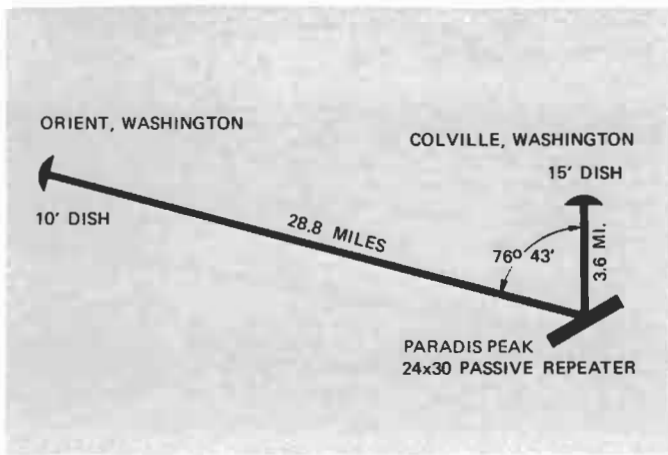 ORIENT, WASHINGTON
COLVILLE, WASHINGTON
15' DISH
10' DISH
28.8 MILES
76° 43'
3.6 MI.
PARADIS PEAK
24x30 PASSIVE REPEATER